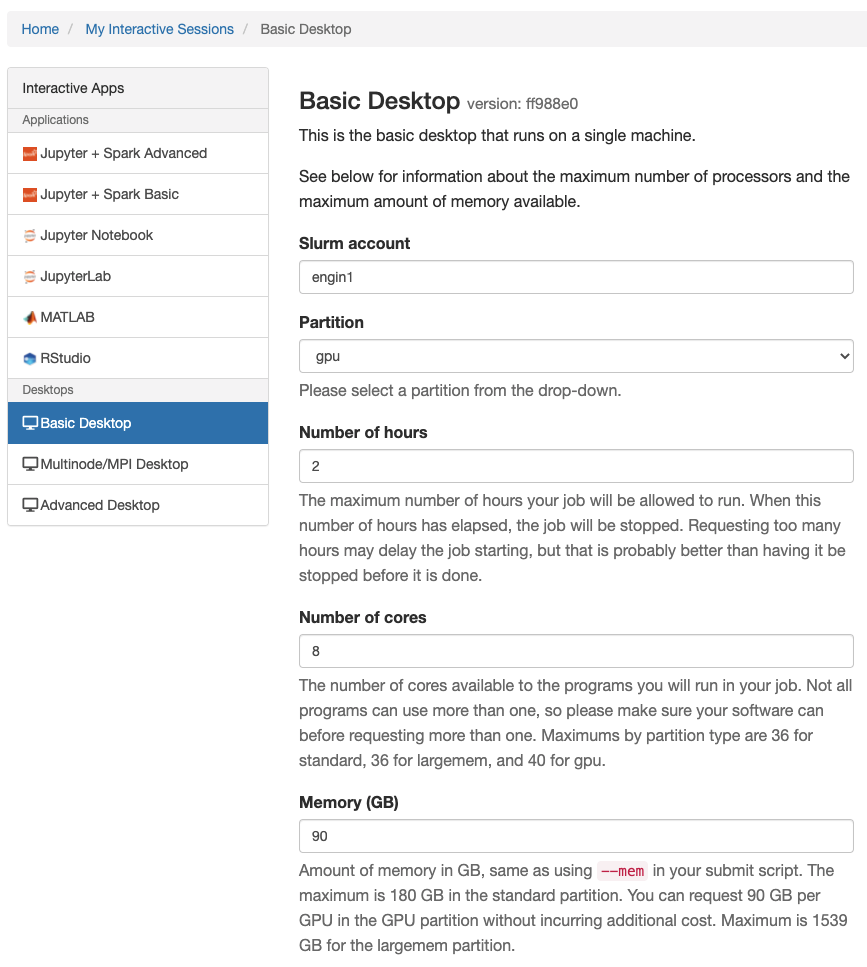 Home / My Interactive Sessions / Basic Desktop
Interactive Apps
Applications
Jupyter + Spark Advanced
Jupyter + Spark Basic
Jupyter Notebook
JupyterLab
MATLAB
RStudio
Desktops
Basic Desktop
Multinode/MPI Desktop
Advanced Desktop
Basic Desktop version: ff988e0
This is the basic desktop that runs on a single machine.
See below for information about the maximum number of processors and the
maximum amount of memory available.
Slurm account
engin1
Partition
gpu
Please select a partition from the drop-down.
Number of hours
2
The maximum number of hours your job will be allowed to run. When this
number of hours has elapsed, the job will be stopped. Requesting too many
hours may delay the job starting, but that is probably better than having it be
stopped before it is done.
Number of cores
8
The number of cores available to the programs you will run in your job. Not all
programs can use more than one, so please make sure your software can
before requesting more than one. Maximums by partition type are 36 for
standard, 36 for largemem, and 40 for gpu.
Memory (GB)
90
Amount of memory in GB, same as using --mem in your submit script. The
maximum is 180 GB in the standard partition. You can request 90 GB per
GPU in the GPU partition without incurring additional cost. Maximum is 1539
GB for the largemem partition.